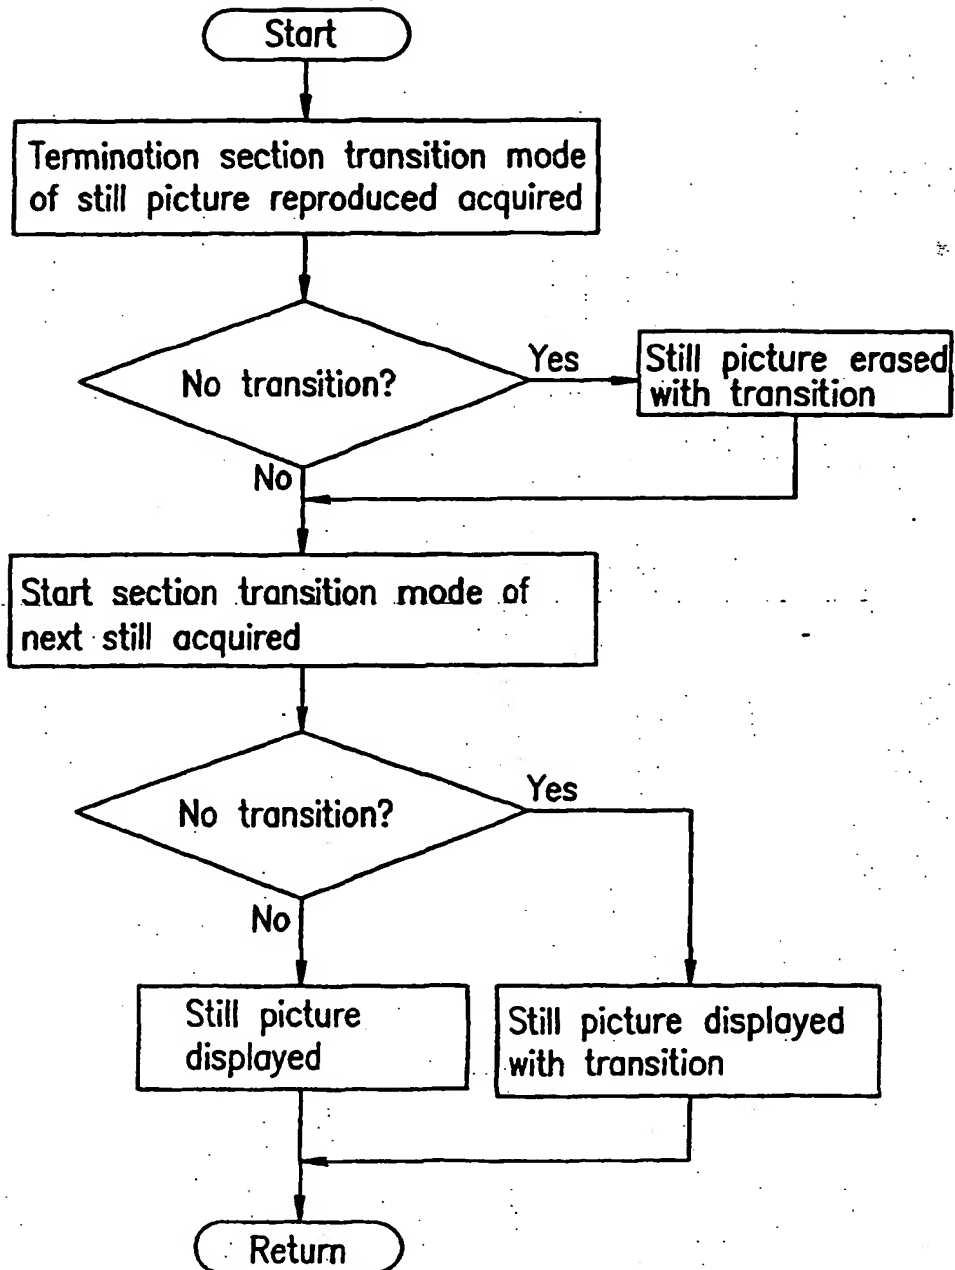 Start
Termination section transition mode
of still picture reproduced acquired
No transition?
Yes
Still picture erased
with transition
No
Start section transition mode of
next still acquired
No transition?
Yes
No
Still picture
displayed
Still picture displayed
with transition
Return